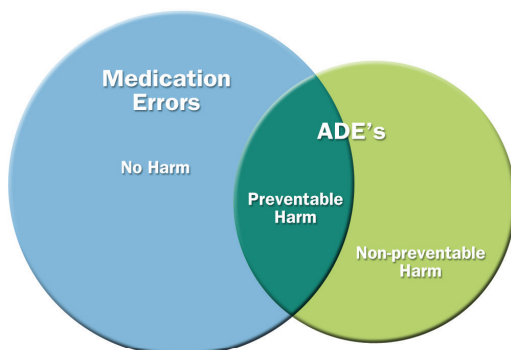 Medication
Errors
ADE's
No Harm
Preventable
Harm
Non-preventable
Harm